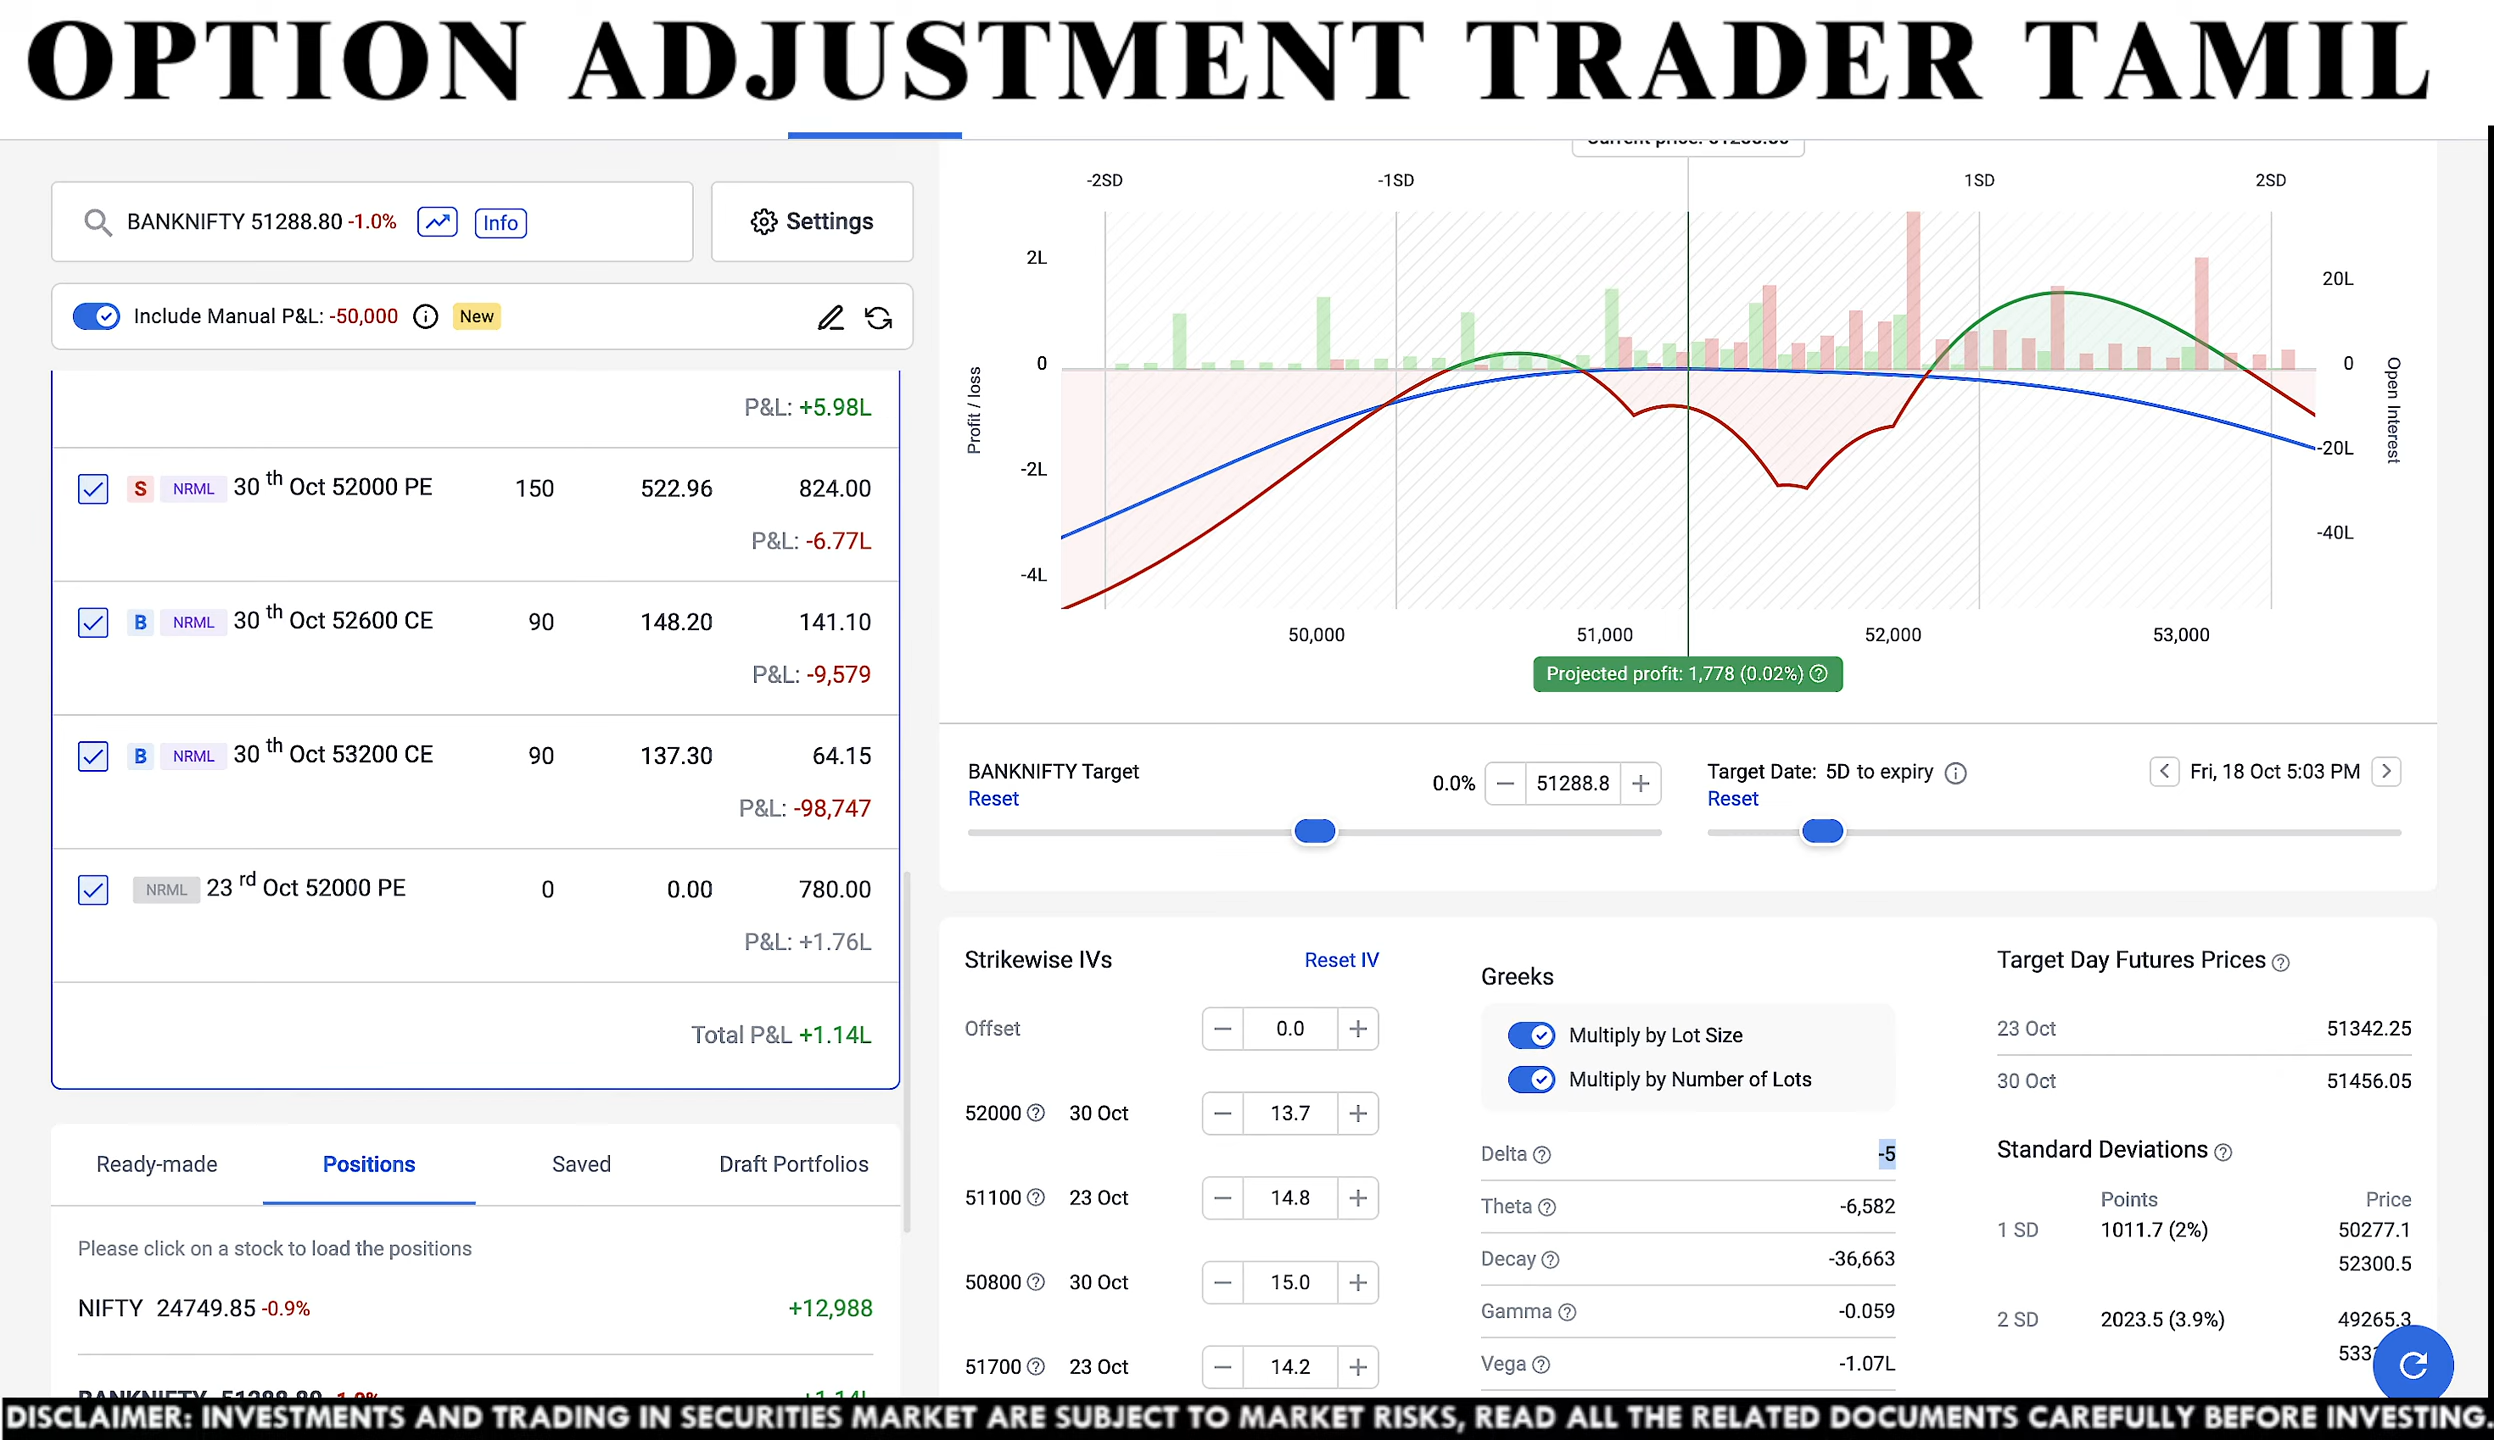 OPTION ADJUSTMENT TRADER TAMIL
BANKNIFTY 51288.80 -1.0% Info
Settings
Include Manual P&L: -50,000 New
P&L: +5.98L
S NRML 30 th Oct 52000 PE 150 522.96 824.00
P&L: -6.77L
B NRML 30 th Oct 52600 CE 90 148.20 141.10
P&L: -9,579
B NRML 30 th Oct 53200 CE 90 137.30 64.15
P&L: -98,747
NRML 23 rd Oct 52000 PE 0 0.00 780.00
P&L: +1.76L
Total P&L +1.14L
Ready-made Positions Saved Draft Portfolios
Please click on a stock to load the positions
NIFTY 24749.85 -0.9% +12,988
BANKNIFTY 51288.80 -1.0% +1.14L
-2SD -1SD 1SD 2SD
2L
0
-2L
-4L
Profit / loss
20L
0
-20L
-40L
Open Interest
50,000 51,000 52,000 53,000
Projected profit: 1,778 (0.02%)
BANKNIFTY Target
Reset
0.0% − 51288.8 +
Target Date: 5D to expiry
Reset
Fri, 18 Oct 5:03 PM
Strikewise IVs Reset IV
Offset − 0.0 +
52000 30 Oct − 13.7 +
51100 23 Oct − 14.8 +
50800 30 Oct − 15.0 +
51700 23 Oct − 14.2 +
Greeks
Multiply by Lot Size
Multiply by Number of Lots
Delta -5
Theta -6,582
Decay -36,663
Gamma -0.059
Vega -1.07L
Target Day Futures Prices
23 Oct 51342.25
30 Oct 51456.05
Standard Deviations
Points Price
1 SD 1011.7 (2%) 50277.1
52300.5
2 SD 2023.5 (3.9%) 49265.3
DISCLAIMER: INVESTMENTS AND TRADING IN SECURITIES MARKET ARE SUBJECT TO MARKET RISKS, READ ALL THE RELATED DOCUMENTS CAREFULLY BEFORE INVESTING.